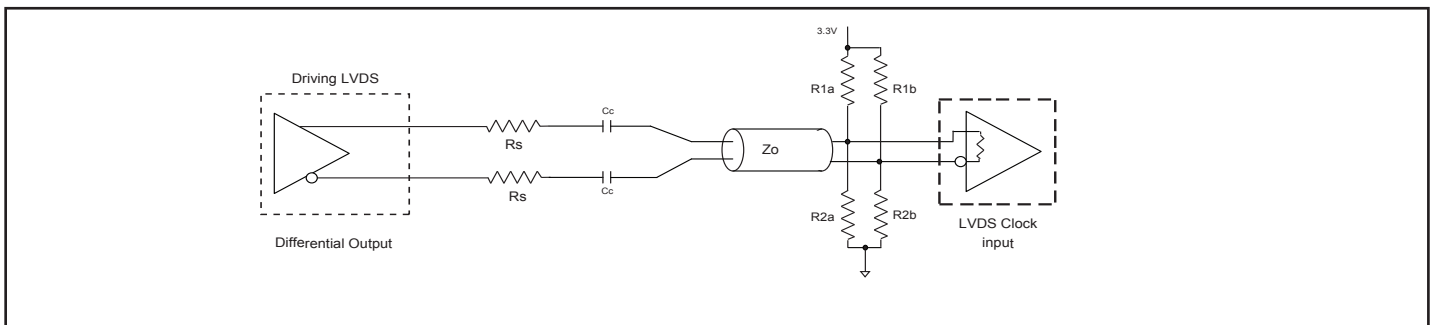 3.3V
Driving LVDS
R1a
R1b
Cc
Rs
Zo
Rs
Cc
R2a
R2b
LVDS Clock
input
Differential Output